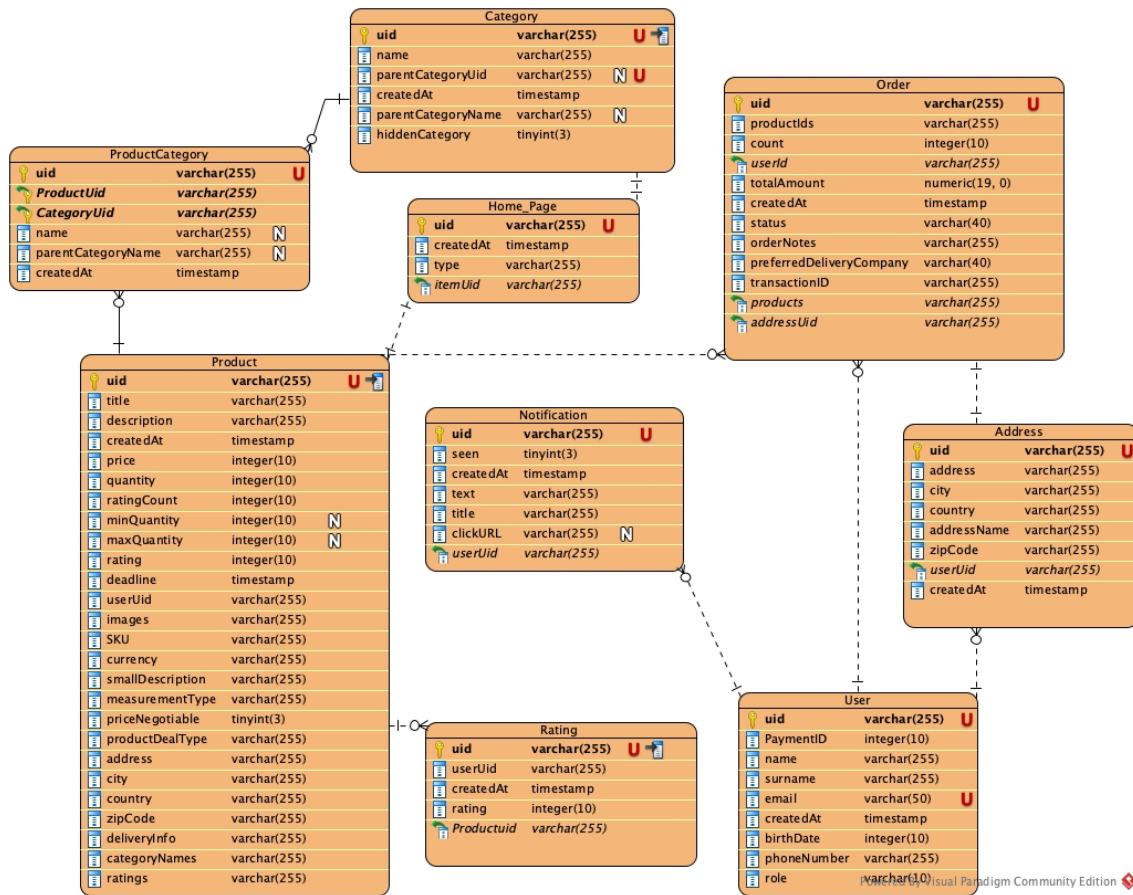 Category
uid varchar(255) U
name varchar(255)
parentCategoryUid varchar(255) N U
createdAt timestamp
parentCategoryName varchar(255) N
hiddenCategory tinyint(3)
Order
uid varchar(255) U
productIds varchar(255)
count integer(10)
userId varchar(255)
totalAmount numeric(19, 0)
createdAt timestamp
status varchar(40)
orderNotes varchar(255)
preferredDeliveryCompany varchar(40)
transactionID varchar(255)
products varchar(255)
addressUid varchar(255)
ProductCategory
uid varchar(255) U
ProductUid varchar(255)
CategoryUid varchar(255)
name varchar(255) N
parentCategoryName varchar(255) N
createdAt timestamp
Home_Page
uid varchar(255) U
createdAt timestamp
type varchar(255)
itemUid varchar(255)
Product
uid varchar(255) U
title varchar(255)
description varchar(255)
createdAt timestamp
price integer(10)
quantity integer(10)
ratingCount integer(10)
minQuantity integer(10) N
maxQuantity integer(10) N
rating integer(10)
deadline timestamp
userUid varchar(255)
images varchar(255)
SKU varchar(255)
currency varchar(255)
smallDescription varchar(255)
measurementType varchar(255)
priceNegotiable tinyint(3)
productDealType varchar(255)
address varchar(255)
city varchar(255)
country varchar(255)
zipCode varchar(255)
deliveryInfo varchar(255)
categoryNames varchar(255)
ratings varchar(255)
Notification
uid varchar(255) U
seen tinyint(3)
createdAt timestamp
text varchar(255)
title varchar(255)
clickURL varchar(255) N
userUid varchar(255)
Address
uid varchar(255) U
address varchar(255)
city varchar(255)
country varchar(255)
addressName varchar(255)
zipCode varchar(255)
userUid varchar(255)
createdAt timestamp
Rating
uid varchar(255) U
userUid varchar(255)
createdAt timestamp
rating integer(10)
Productuid varchar(255)
User
uid varchar(255) U
PaymentID integer(10)
name varchar(255)
surname varchar(255)
email varchar(50) U
createdAt timestamp
birthDate integer(10)
phoneNumber varchar(255)
role varchar(10)
Powered By Visual Paradigm Community Edition